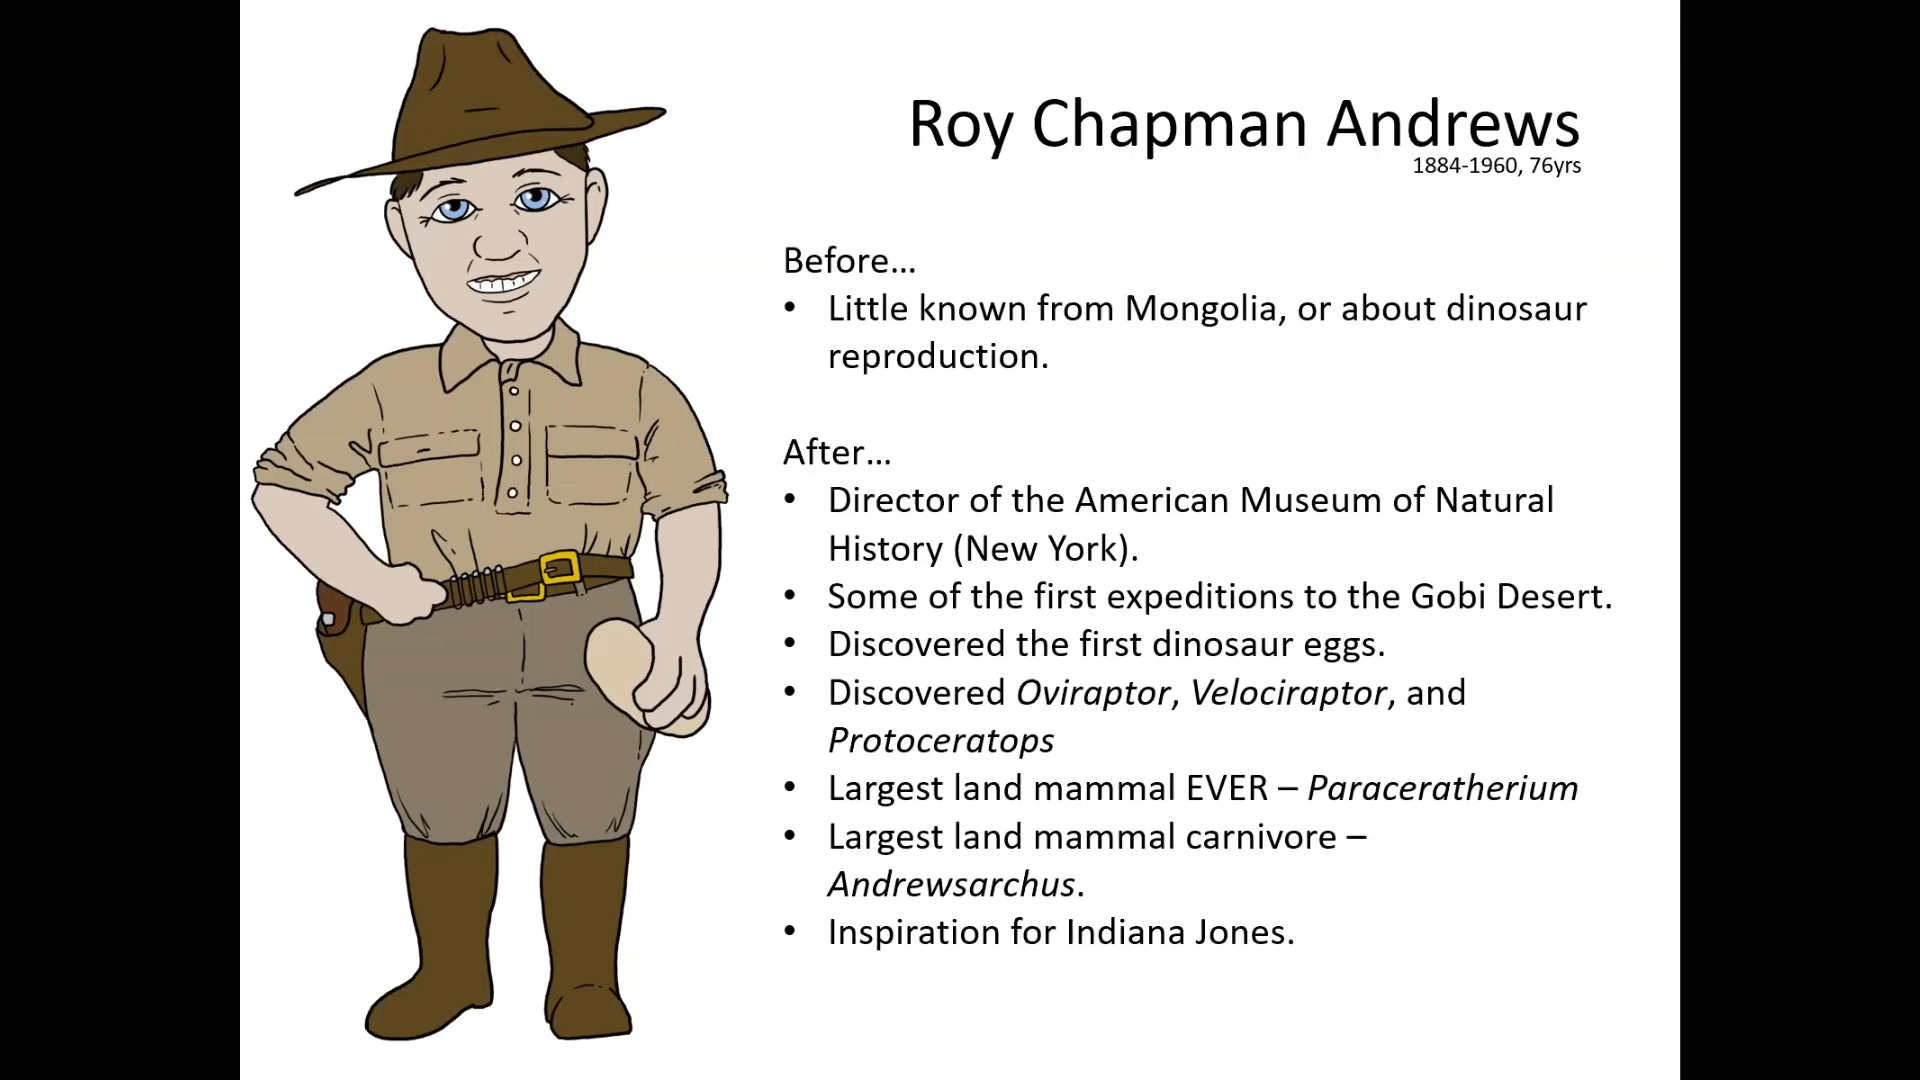 Roy Chapman Andrews
1884-1960, 76yrs
Before…
• Little known from Mongolia, or about dinosaur
reproduction.
After…
• Director of the American Museum of Natural
History (New York).
• Some of the first expeditions to the Gobi Desert.
• Discovered the first dinosaur eggs.
• Discovered Oviraptor, Velociraptor, and
Protoceratops
• Largest land mammal EVER – Paraceratherium
• Largest land mammal carnivore –
Andrewsarchus.
• Inspiration for Indiana Jones.